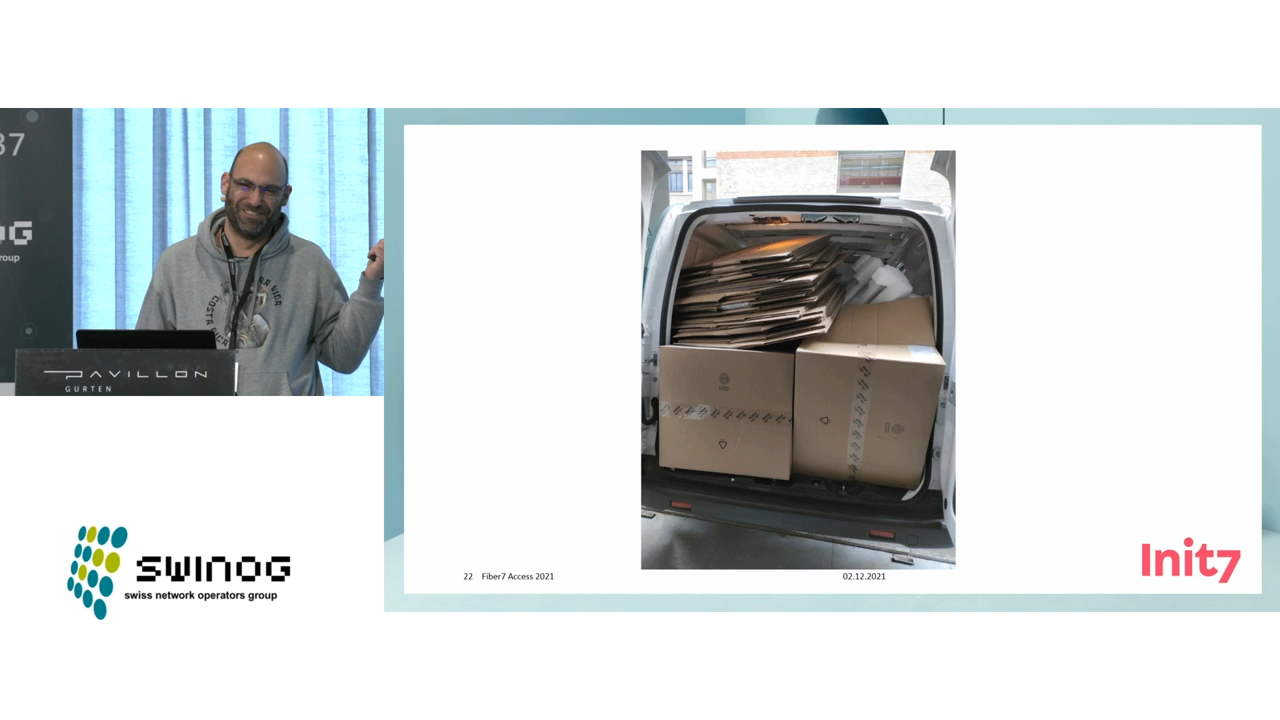 37
OG
roup
COSTA RICA
PAVILLON
GURTEN
swinog
swiss network operators group
22 Fiber7 Access 2021
02.12.2021
Init7